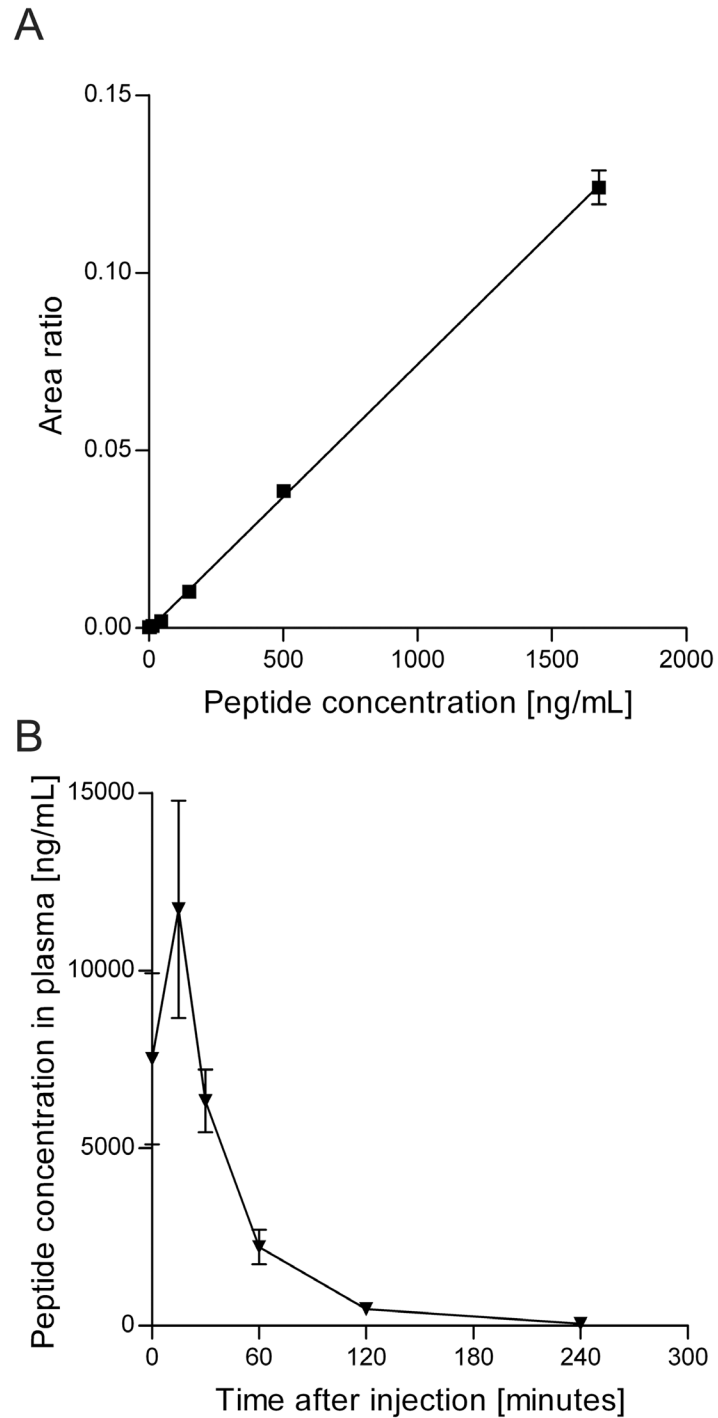 A
0.15
0.10
0.05
0.00
Area ratio
0 500 1000 1500 2000
Peptide concentration [ng/mL]
B
15000
10000
5000
0
Peptide concentration in plasma [ng/mL]
0 60 120 180 240 300
Time after injection [minutes]